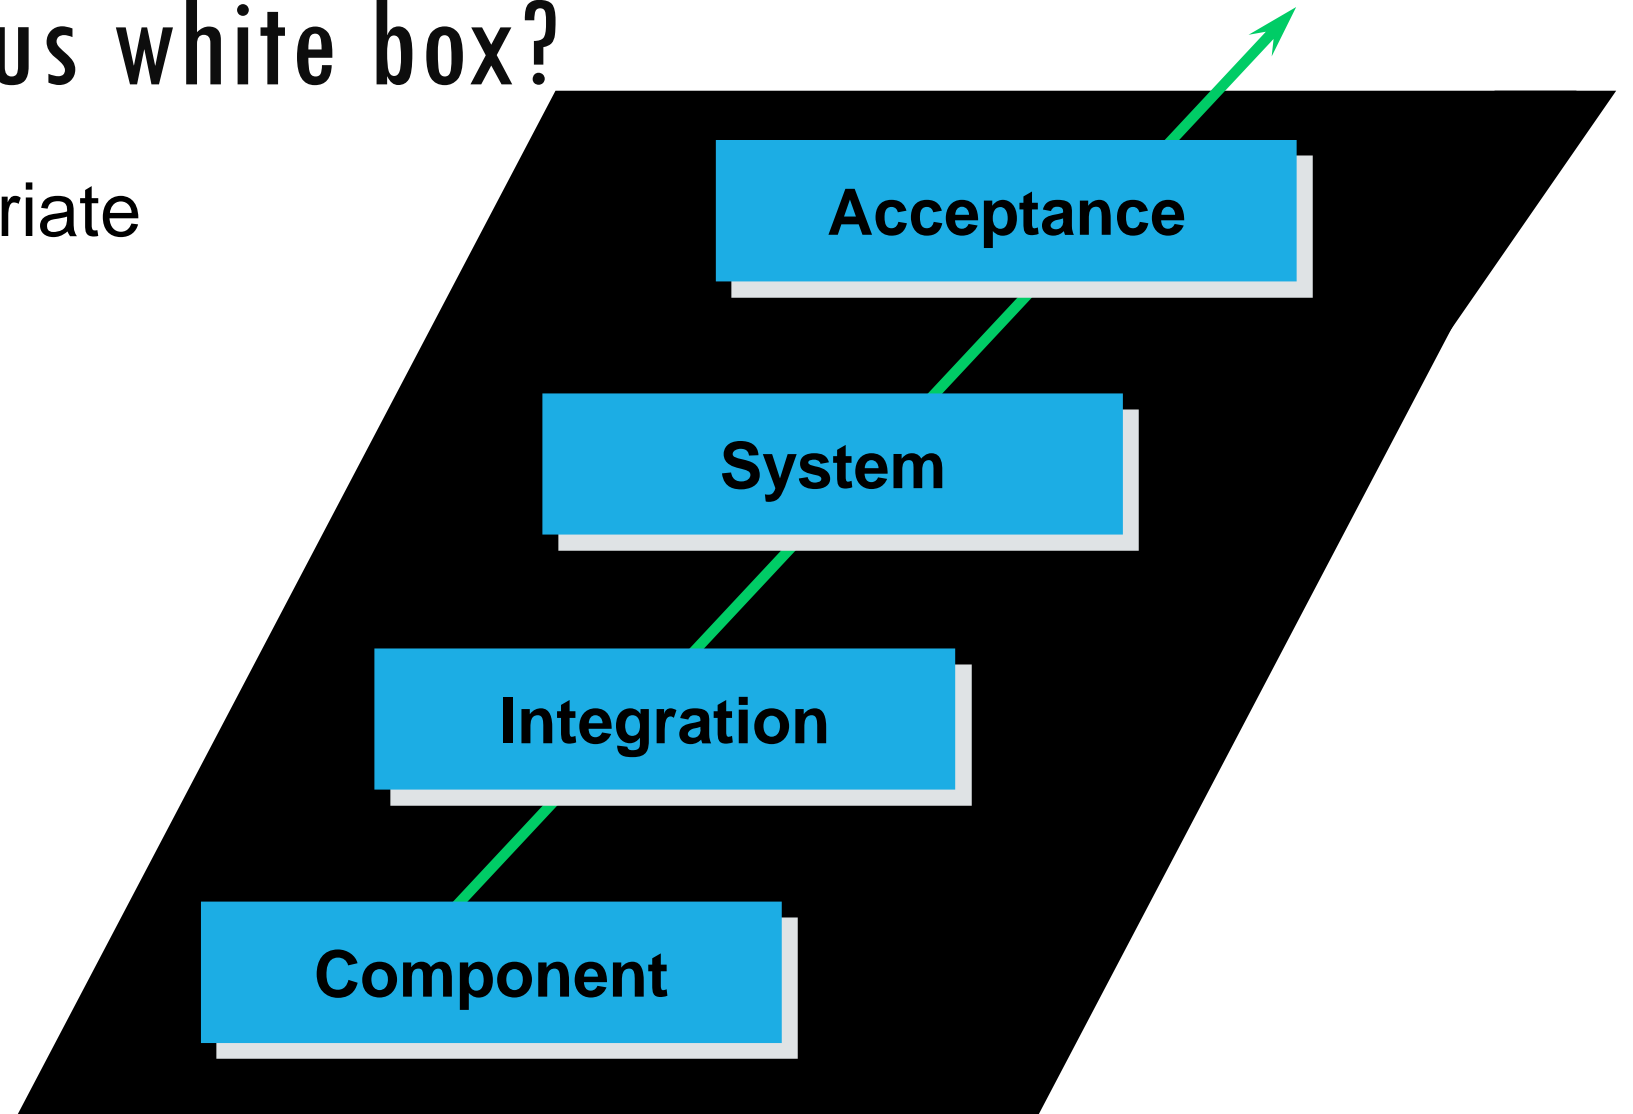 us white box?
riate
Acceptance
System
Integration
Component